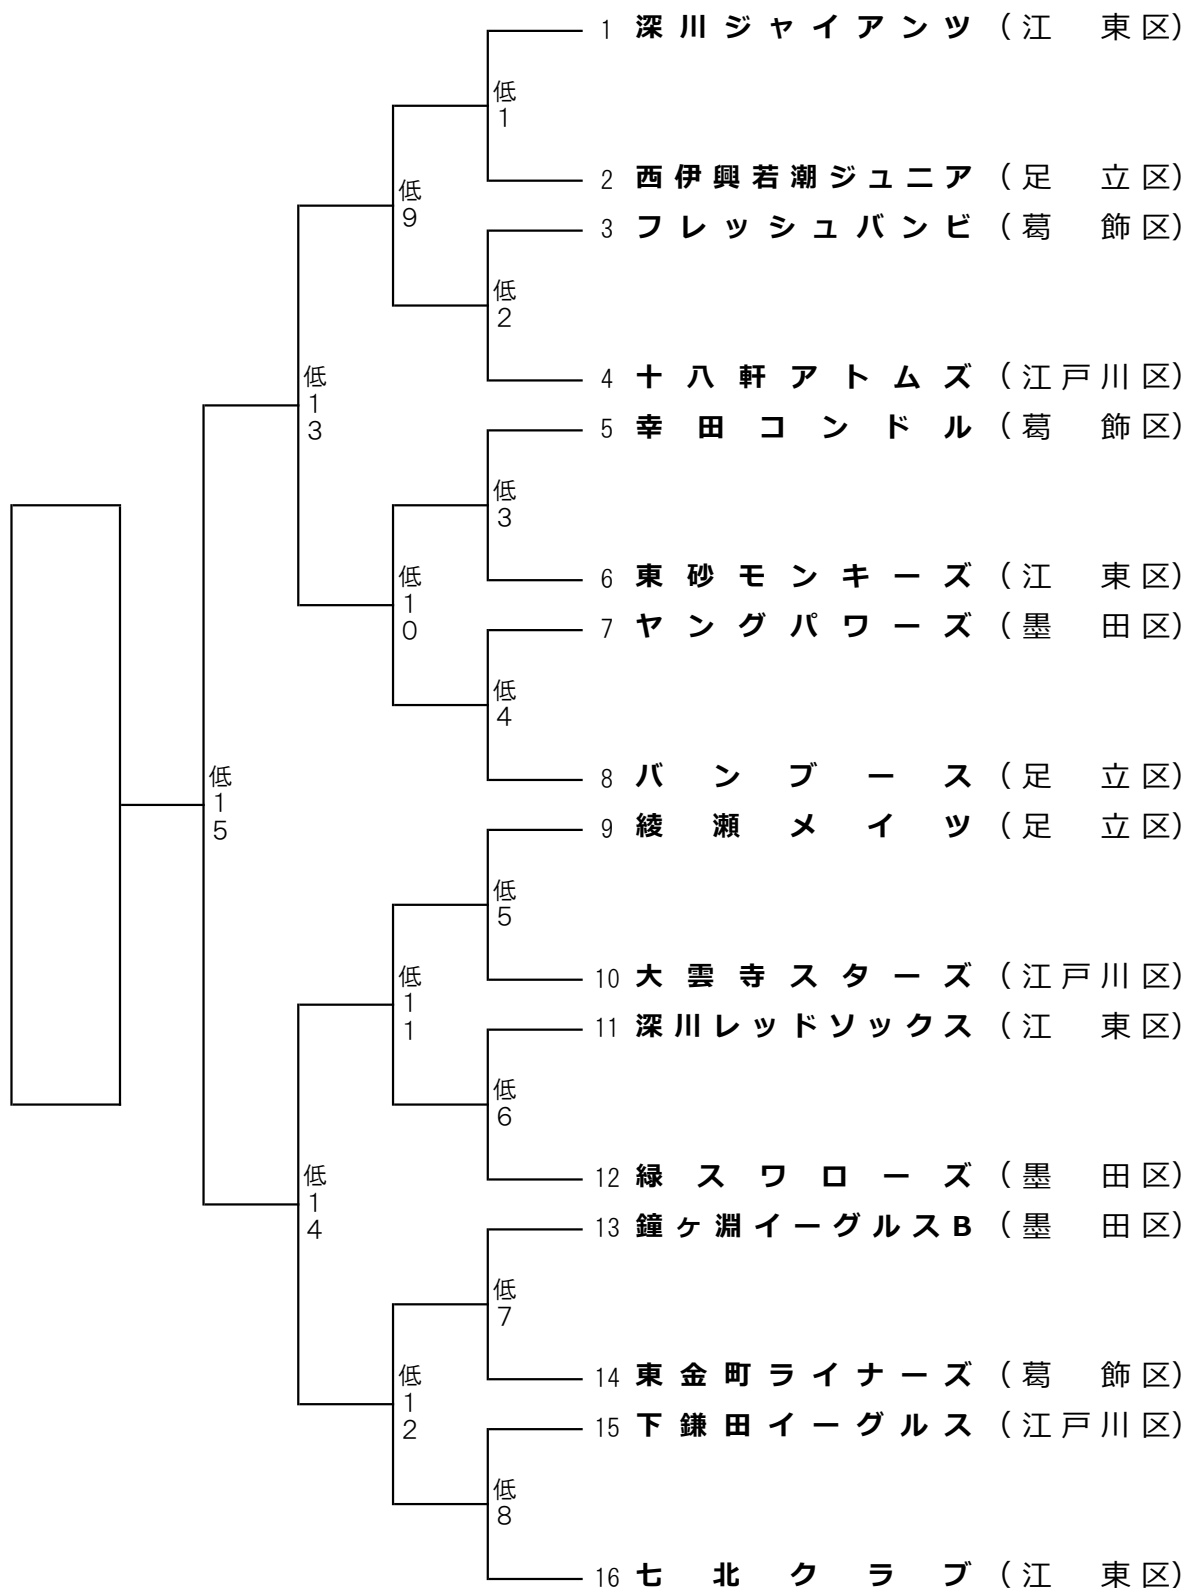 1 深川ジャイアンツ (江東区)
低1
2 西伊興若潮ジュニア (足立区)
低9
3 フレッシュバンビ (葛飾区)
低2
4 十八軒アトムズ (江戸川区)
低13
5 幸田コンドル (葛飾区)
低3
6 東砂モンキーズ (江東区)
低10
7 ヤングパワーズ (墨田区)
低4
8 バンブース (足立区)
低15
9 綾瀬メイツ (足立区)
低5
10 大雲寺スターズ (江戸川区)
低11
11 深川レッドソックス (江東区)
低6
12 緑スワローズ (墨田区)
低14
13 鐘ヶ淵イーグルスB (墨田区)
低7
14 東金町ライナーズ (葛飾区)
低12
15 下鎌田イーグルス (江戸川区)
低8
16 七北クラブ (江東区)